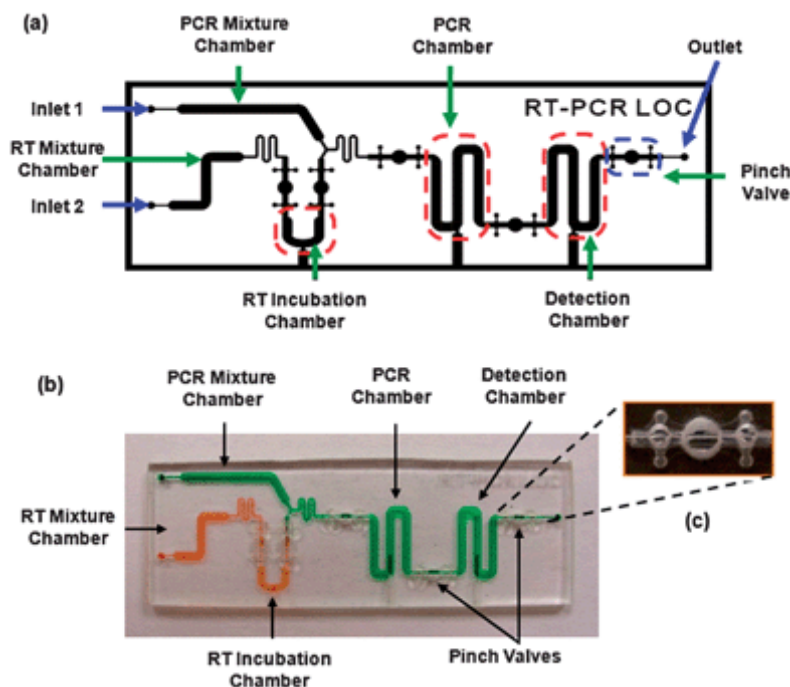 (a)
PCR Mixture
Chamber
PCR
Chamber
Outlet
Inlet 1
RT-PCR LOC
RT Mixture
Chamber
Pinch
Valve
Inlet 2
RT Incubation
Chamber
Detection
Chamber
(b)
PCR Mixture
Chamber
PCR
Chamber
Detection
Chamber
RT Mixture
Chamber
(c)
RT Incubation
Chamber
Pinch Valves